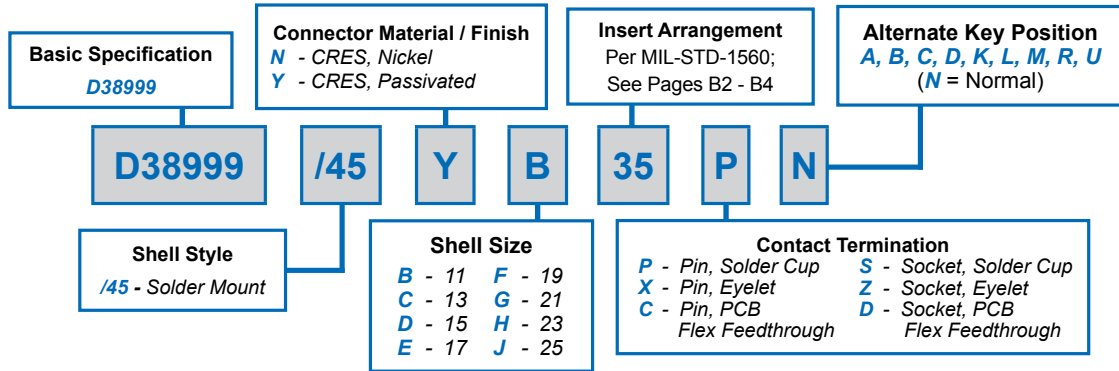 Basic Specification
D38999
Connector Material / Finish
N - CRES, Nickel
Y - CRES, Passivated
Insert Arrangement
Per MIL-STD-1560;
See Pages B2 - B4
Alternate Key Position
A, B, C, D, K, L, M, R, U
(N = Normal)
D38999 /45 Y B 35 P N
Shell Style
/45 - Solder Mount
Shell Size
B - 11 F - 19
C - 13 G - 21
D - 15 H - 23
E - 17 J - 25
Contact Termination
P - Pin, Solder Cup S - Socket, Solder Cup
X - Pin, Eyelet Z - Socket, Eyelet
C - Pin, PCB D - Socket, PCB
Flex Feedthrough Flex Feedthrough